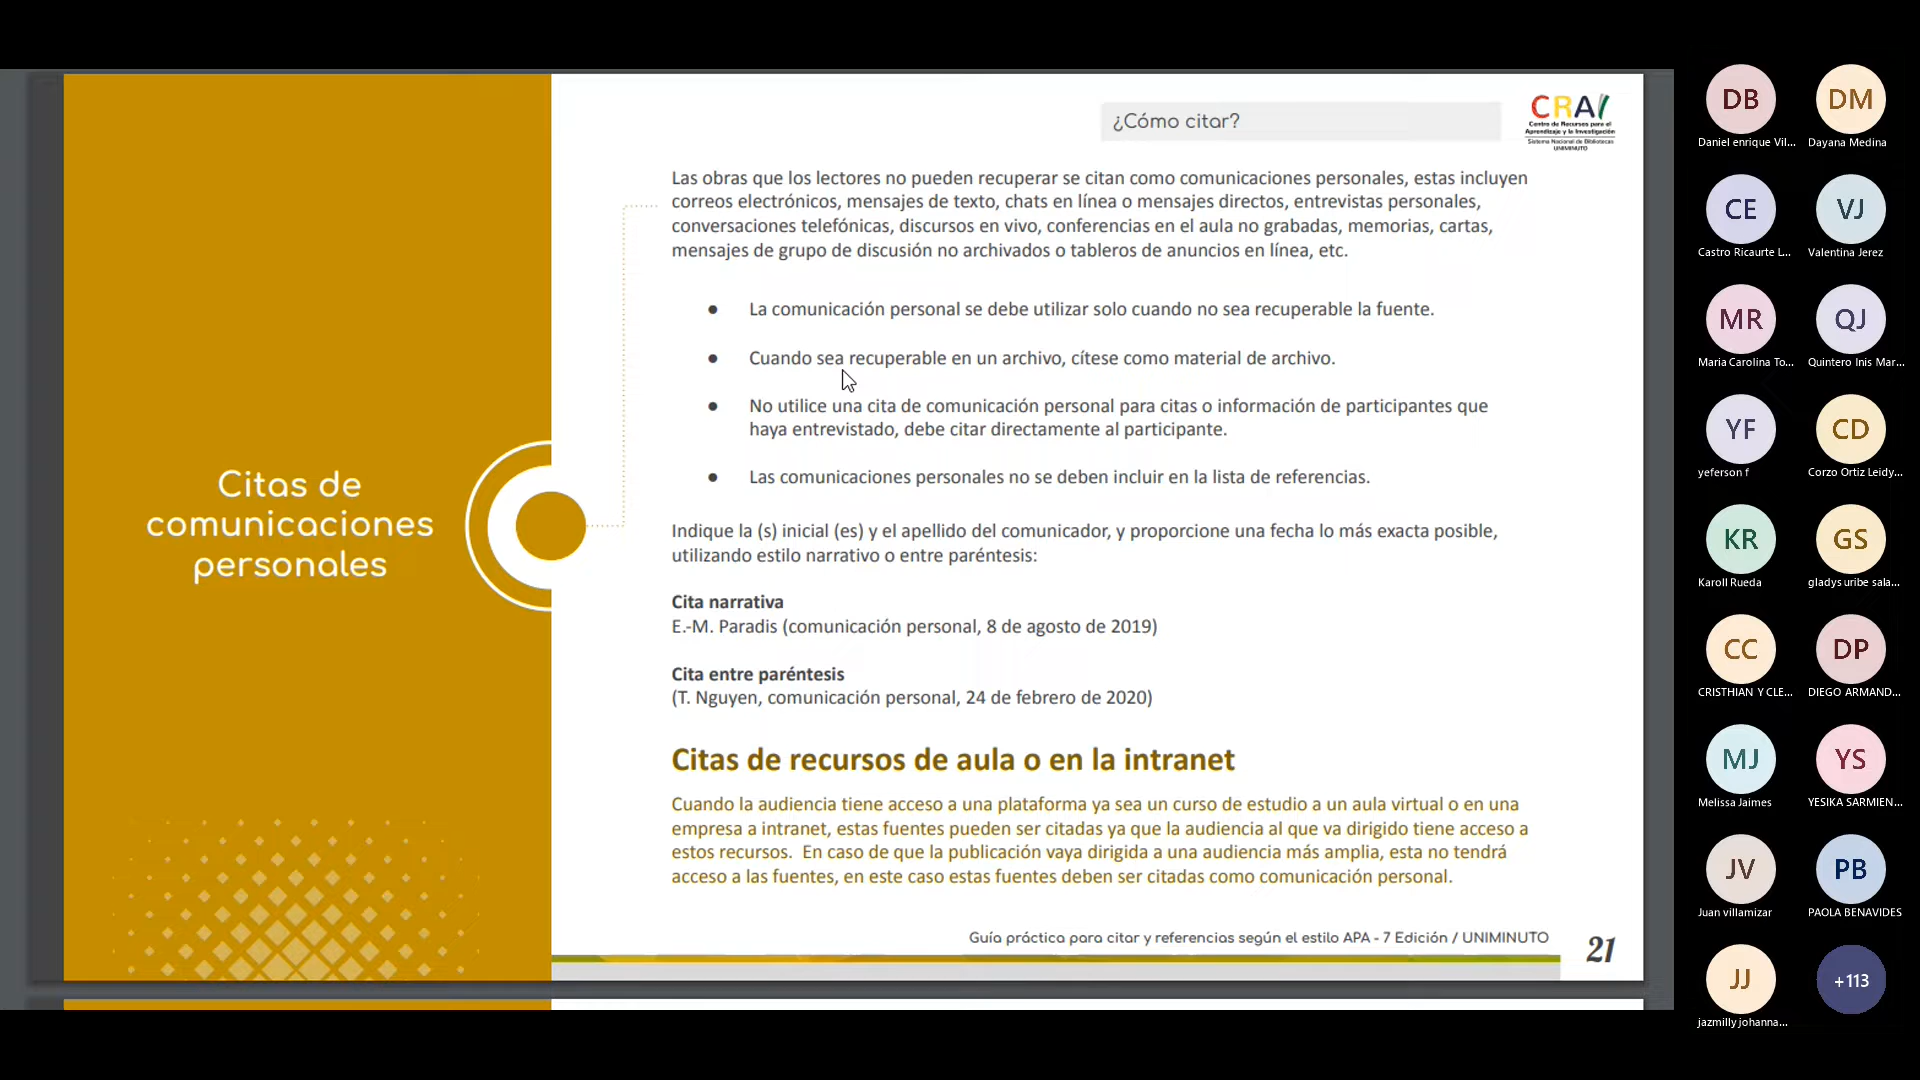 ¿Cómo citar?
CRAI
Centro de Recursos para el
Aprendizaje y la Investigación
Sistema Nacional de Bibliotecas
UNIMINUTO
Citas de
comunicaciones
personales
Las obras que los lectores no pueden recuperar se citan como comunicaciones personales, estas incluyen
correos electrónicos, mensajes de texto, chats en línea o mensajes directos, entrevistas personales,
conversaciones telefónicas, discursos en vivo, conferencias en el aula no grabadas, memorias, cartas,
mensajes de grupo de discusión no archivados o tableros de anuncios en línea, etc.
● La comunicación personal se debe utilizar solo cuando no sea recuperable la fuente.
● Cuando sea recuperable en un archivo, cítese como material de archivo.
● No utilice una cita de comunicación personal para citas o información de participantes que
haya entrevistado, debe citar directamente al participante.
● Las comunicaciones personales no se deben incluir en la lista de referencias.
Indique la (s) inicial (es) y el apellido del comunicador, y proporcione una fecha lo más exacta posible,
utilizando estilo narrativo o entre paréntesis:
Cita narrativa
E.-M. Paradis (comunicación personal, 8 de agosto de 2019)
Cita entre paréntesis
(T. Nguyen, comunicación personal, 24 de febrero de 2020)
Citas de recursos de aula o en la intranet
Cuando la audiencia tiene acceso a una plataforma ya sea un curso de estudio a un aula virtual o en una
empresa a intranet, estas fuentes pueden ser citadas ya que la audiencia al que va dirigido tiene acceso a
estos recursos. En caso de que la publicación vaya dirigida a una audiencia más amplia, esta no tendrá
acceso a las fuentes, en este caso estas fuentes deben ser citadas como comunicación personal.
Guía práctica para citar y referencias según el estilo APA - 7 Edición / UNIMINUTO
21
DB DM
Daniel enrique Vil... Dayana Medina
CE VJ
Castro Ricaurte L... Valentina Jerez
MR QJ
Maria Carolina To... Quintero Inis Mar...
YF CD
yeferson f Corzo Ortiz Leidy...
KR GS
Karoll Rueda gladys uribe sala...
CC DP
CRISTHIAN Y CLE... DIEGO ARMAND...
MJ YS
Melissa Jaimes YESIKA SARMIEN...
JV PB
Juan villamizar PAOLA BENAVIDES
JJ +113
jazmilly johanna...